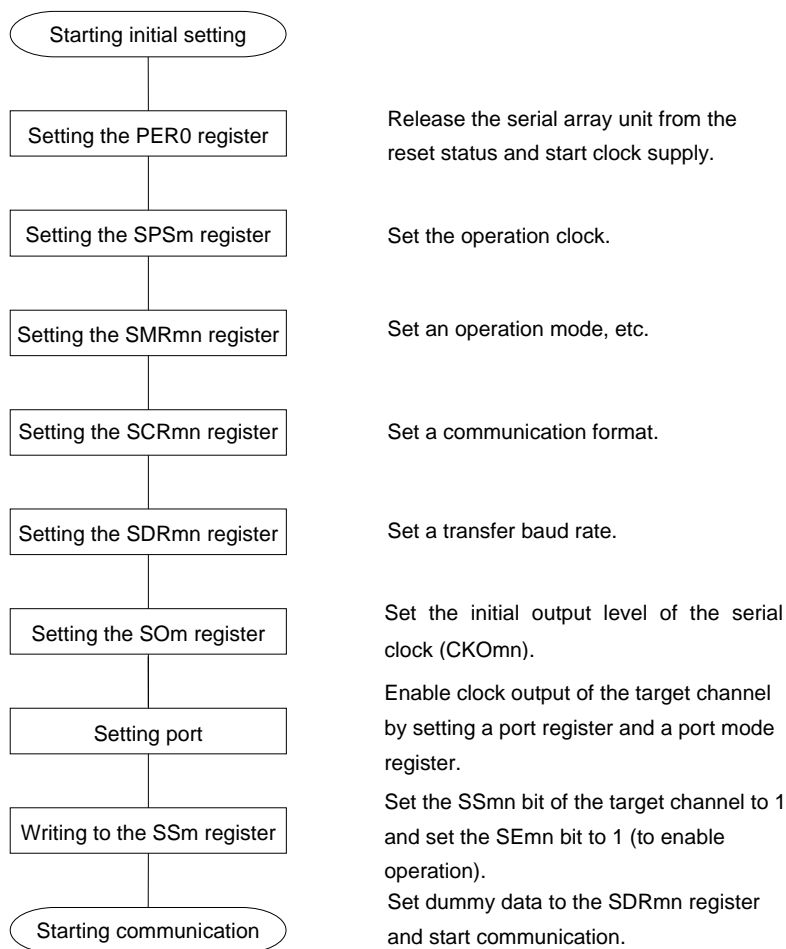 Starting initial setting
Setting the PER0 register
Release the serial array unit from the
reset status and start clock supply.
Setting the SPSm register
Set the operation clock.
Setting the SMRmn register
Set an operation mode, etc.
Setting the SCRmn register
Set a communication format.
Setting the SDRmn register
Set a transfer baud rate.
Setting the SOm register
Set the initial output level of the serial
clock (CKOmn).
Setting port
Enable clock output of the target channel
by setting a port register and a port mode
register.
Writing to the SSm register
Set the SSmn bit of the target channel to 1
and set the SEmn bit to 1 (to enable
operation).
Starting communication
Set dummy data to the SDRmn register
and start communication.